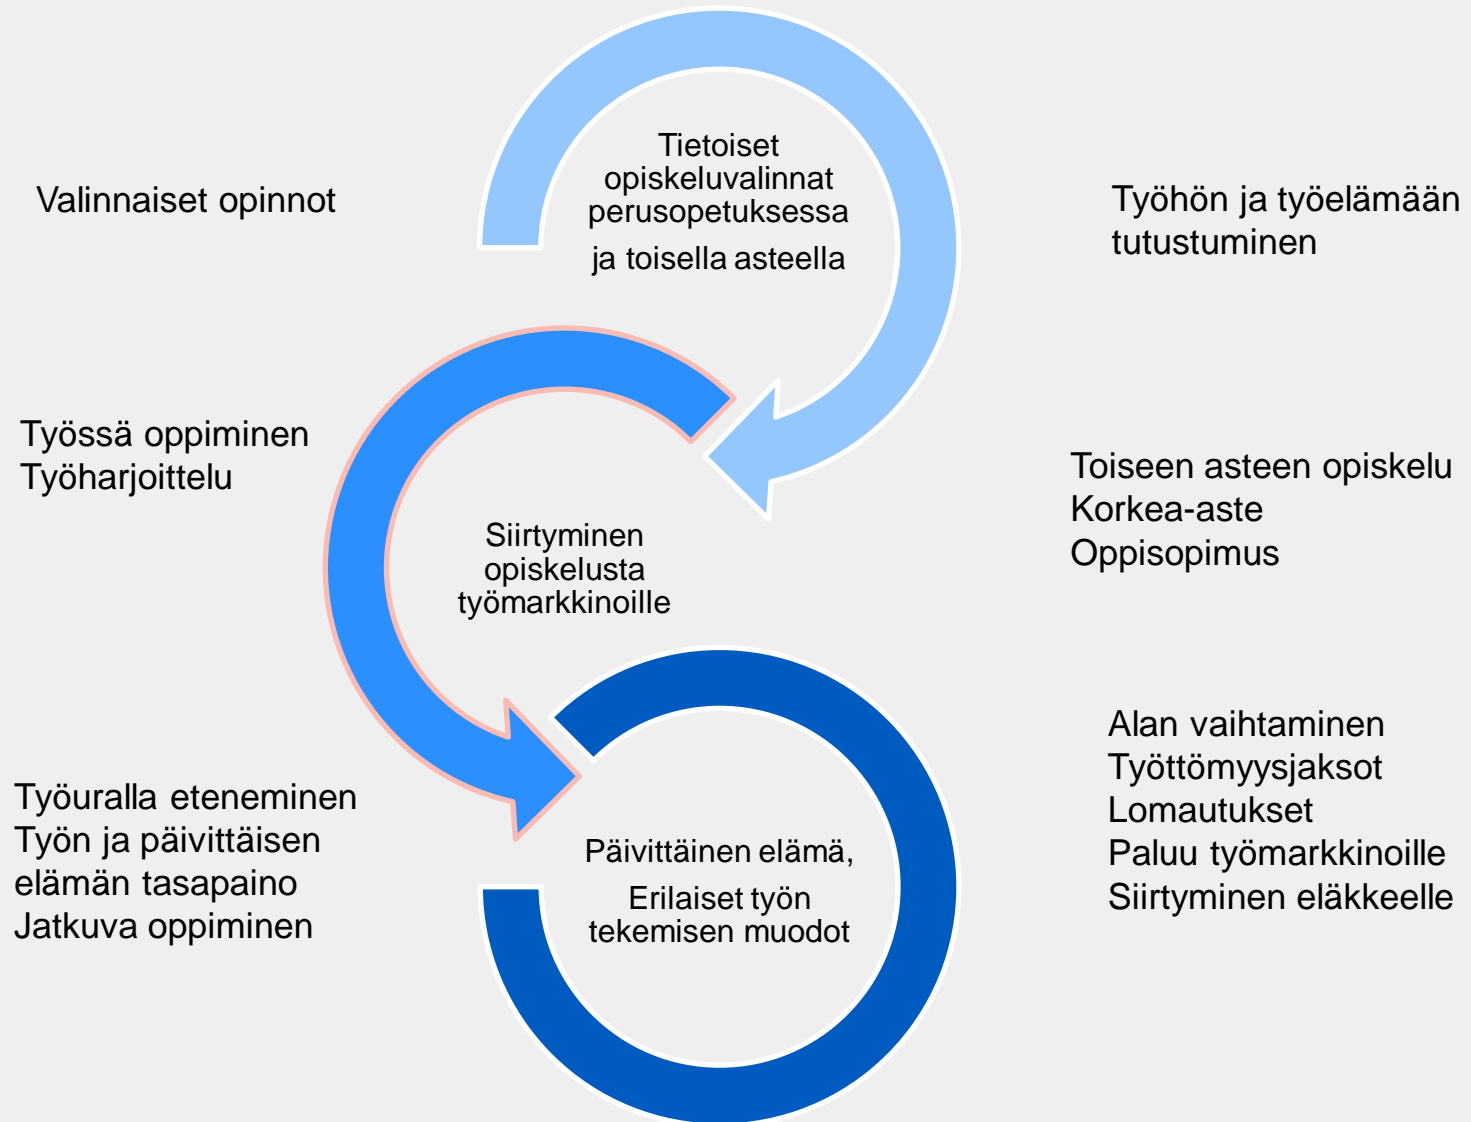 Tietoiset
opiskeluvalinnat
perusopetuksessa
ja toisella asteella
Valinnaiset opinnot
Työhön ja työelämään
tutustuminen
Työssä oppiminen
Työharjoittelu
Siirtyminen
opiskelusta
työmarkkinoille
Toiseen asteen opiskelu
Korkea-aste
Oppisopimus
Työuralla eteneminen
Työn ja päivittäisen
elämän tasapaino
Jatkuva oppiminen
Päivittäinen elämä,
Erilaiset työn
tekemisen muodot
Alan vaihtaminen
Työttömyysjaksot
Lomautukset
Paluu työmarkkinoille
Siirtyminen eläkkeelle